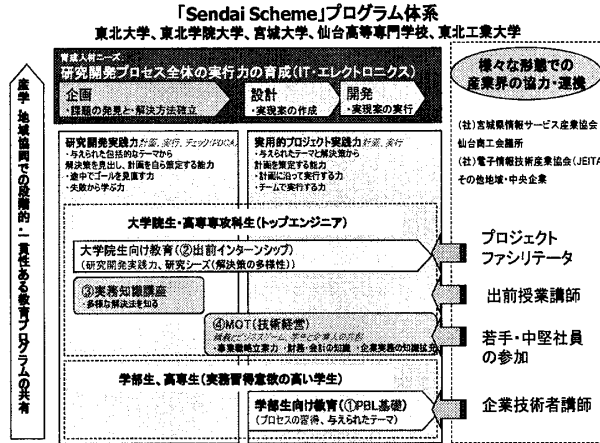 「Sendai Scheme」プログラム体系
東北大学、東北学院大学、宮城大学、仙台高等専門学校、東北工業大学
産学・地域協同での段階的・一貫性ある教育プログラムの共有
育成人材ニーズ
研究開発プロセス全体の実行力の育成(IT・エレクトロニクス)
企画
・課題の発見と・解決方法確立
設計
・実現案の作成
開発
・実現案の実行
研究開発実践力(計画、実行、チェック(PDCA)
・与えられた包括的なテーマから
解決策を見出し、計画を自ら策定する能力
・途中でゴールを見直す力
・失敗から学ぶ力
実用的プロジェクト実践力(計画、実行
・与えられたテーマと解決策から
計画を策定する能力
・計画に沿って実行する力
・チームで実行する力
大学院生・高専専攻科生(トップエンジニア)
大学院生向け教育(②出前インターンシップ)
(研究開発実践力、研究シーズ(解決策の多様性))
③実務知識講座
・多様な解決法を知る
④MOT(技術経営)
・事業戦略立案力 ・財務・会計の知識 ・企業実務の知識拡充
学部生、高専生(実務習得意欲の高い学生)
学部生向け教育(①PBL基礎)
(プロセスの習得、与えられたテーマ)
様々な形態での
産業界の協力・連携
(社)宮城県情報サービス産業協会
仙台商工会議所
(社)電子情報技術産業協会(JEITA)
その他地域・中央企業
プロジェクト
ファシリテータ
出前授業講師
若手・中堅社員
の参加
企業技術者講師